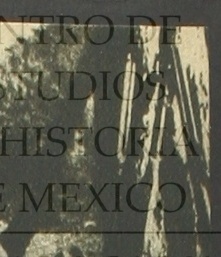 NTRO DE
STUDIOS
HISTORIA
E MEXICO